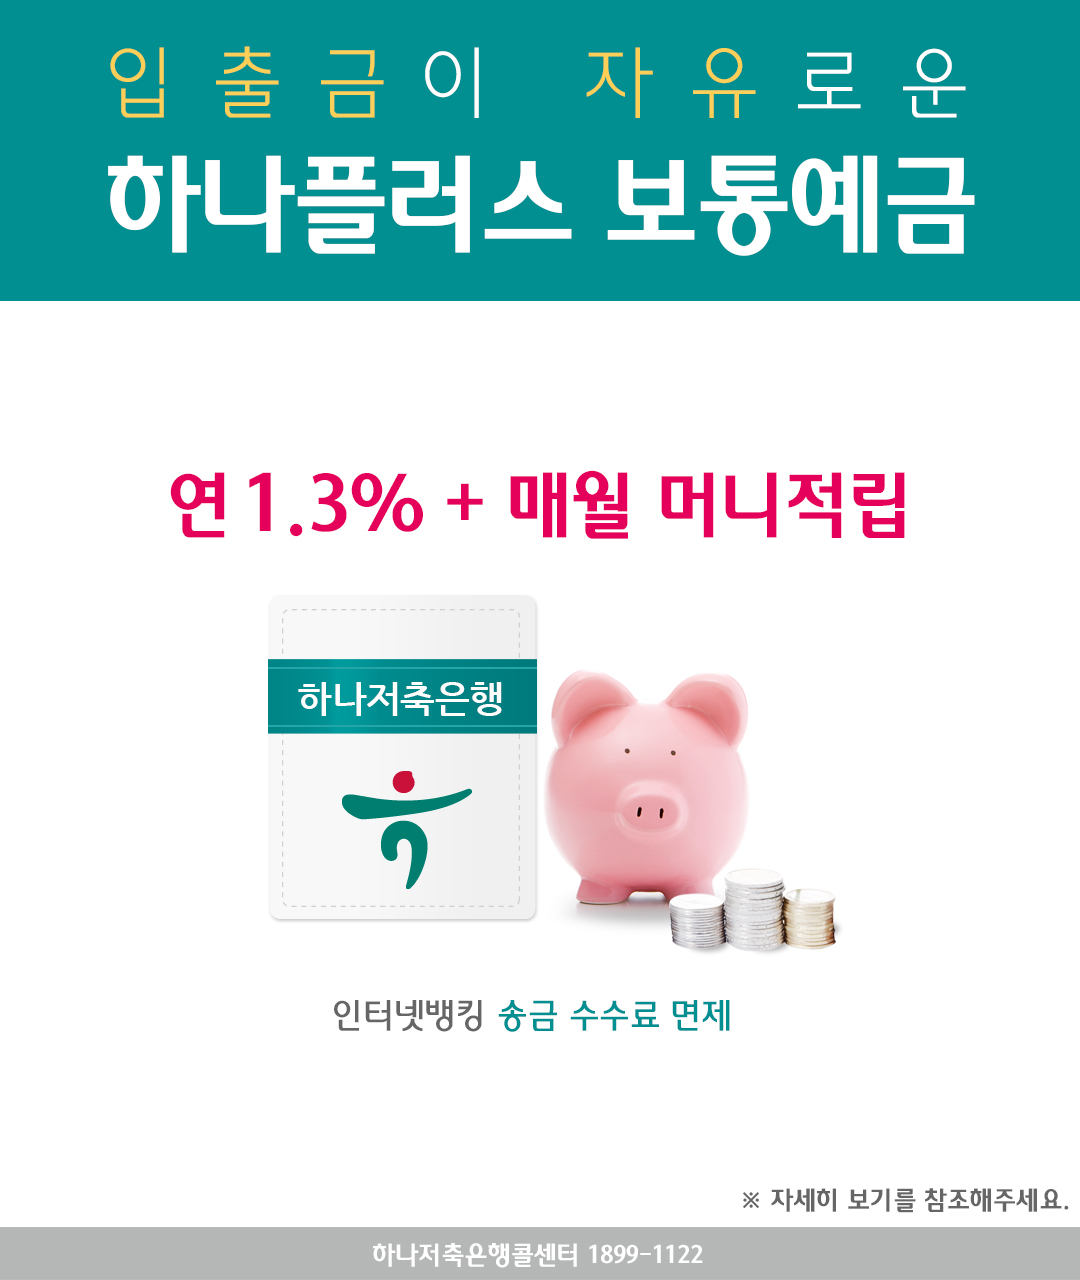 입출금이 자유로운
하나플러스 보통예금
연1.3% + 매월 머니적립
하나저축은행
인터넷뱅킹 송금 수수료 면제
※ 자세히 보기를 참조해주세요.
하나저축은행콜센터 1899-1122